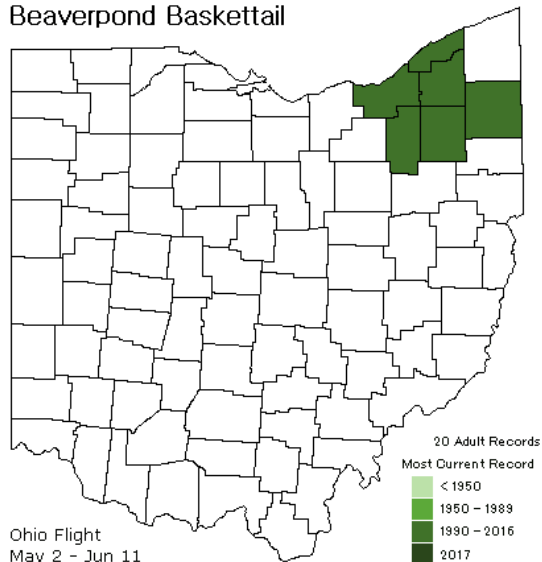 Beaverpond Baskettail
20 Adult Records
Most Current Record
< 1950
1950 - 1989
1990 - 2016
2017
Ohio Flight
May 2 - Jun 11